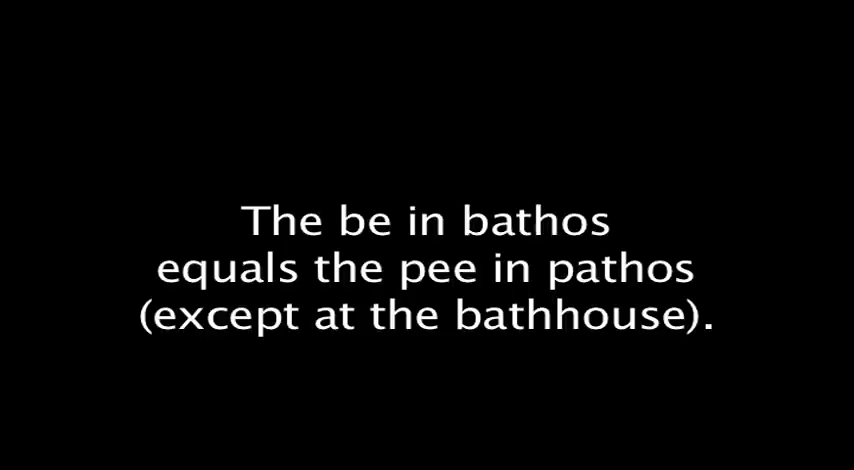 The be in bathos
equals the pee in pathos
(except at the bathhouse).